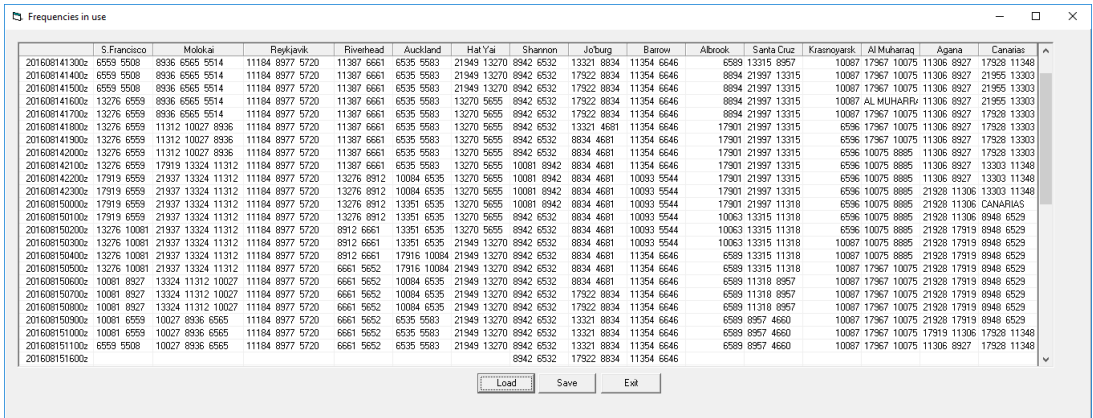 Frequencies in use
S.Francisco Molokai Reykjavik Riverhead Auckland Hat Yai Shannon Jo'burg Barrow Albrook Santa Cruz Krasnoyarsk Al Muharraq Agana Canarias
201608141300z 6559 5508 8936 6565 5514 11184 8977 5720 11387 6661 6535 5583 21949 13270 8942 6532 13321 8834 11354 6646 6589 13315 8957 10087 17967 10075 11306 8927 17928 11348
201608141400z 6559 5508 8936 6565 5514 11184 8977 5720 11387 6661 6535 5583 21949 13270 8942 6532 17922 8834 11354 6646 8894 21997 13315 10087 17967 10075 11306 8927 21955 13303
201608141500z 6559 5508 8936 6565 5514 11184 8977 5720 11387 6661 6535 5583 21949 13270 8942 6532 17922 8834 11354 6646 8894 21997 13315 10087 17967 10075 11306 8927 21955 13303
201608141600z 13276 6559 8936 6565 5514 11184 8977 5720 11387 6661 6535 5583 13270 5655 8942 6532 17922 8834 11354 6646 8894 21997 13315 10087 AL MUHARRA 11306 8927 21955 13303
201608141700z 13276 6559 8936 6565 5514 11184 8977 5720 11387 6661 6535 5583 13270 5655 8942 6532 17922 8834 11354 6646 8894 21997 13315 10087 17967 10075 11306 8927 17928 13303
201608141800z 13276 6559 11312 10027 8936 11184 8977 5720 11387 6661 6535 5583 13270 5655 8942 6532 13321 4681 11354 6646 17901 21997 13315 6596 17967 10075 11306 8927 17928 13303
201608141900z 13276 6559 11312 10027 8936 11184 8977 5720 11387 6661 6535 5583 13270 5655 8942 6532 8834 4681 11354 6646 17901 21997 13315 6596 17967 10075 11306 8927 17928 13303
201608142000z 13276 6559 11312 10027 8936 11184 8977 5720 11387 6661 6535 5583 13270 5655 8942 6532 8834 4681 11354 6646 17901 21997 13315 6596 10075 8885 11306 8927 17928 13303
201608142100z 13276 6559 17919 13324 11312 11184 8977 5720 11387 6661 6535 5583 13270 5655 10081 8942 8834 4681 11354 6646 17901 21997 13315 6596 10075 8885 11306 8927 13303 11348
201608142200z 17919 6559 21937 13324 11312 11184 8977 5720 13276 8912 10084 6535 13270 5655 10081 8942 8834 4681 10093 5544 17901 21997 13315 6596 10075 8885 11306 8927 13303 11348
201608142300z 17919 6559 21937 13324 11312 11184 8977 5720 13276 8912 10084 6535 13270 5655 10081 8942 8834 4681 10093 5544 17901 21997 13315 6596 10075 8885 21928 11306 13303 11348
201608150000z 17919 6559 21937 13324 11312 11184 8977 5720 13276 8912 13351 6535 13270 5655 10081 8942 8834 4681 10093 5544 17901 21997 11318 6596 10075 8885 21928 11306 CANARIAS
201608150100z 17919 6559 21937 13324 11312 11184 8977 5720 13276 8912 13351 6535 13270 5655 8942 6532 8834 4681 10093 5544 10063 13315 11318 6596 10075 8885 21928 11306 8948 6529
201608150200z 13276 10081 21937 13324 11312 11184 8977 5720 8912 6661 13351 6535 13270 5655 8942 6532 8834 4681 10093 5544 10063 13315 11318 6596 10075 8885 21928 17919 8948 6529
201608150300z 13276 10081 21937 13324 11312 11184 8977 5720 8912 6661 13351 6535 21949 13270 8942 6532 8834 4681 10093 5544 10063 13315 11318 10087 10075 8885 21928 17919 8948 6529
201608150400z 13276 10081 21937 13324 11312 11184 8977 5720 8912 6661 17916 10084 21949 13270 8942 6532 8834 4681 11354 6646 6589 13315 11318 10087 10075 8885 21928 17919 8948 6529
201608150500z 13276 10081 21937 13324 11312 11184 8977 5720 6661 5652 17916 10084 21949 13270 8942 6532 8834 4681 11354 6646 6589 13315 11318 10087 17967 10075 21928 17919 8948 6529
201608150600z 10081 8927 13324 11312 10027 11184 8977 5720 6661 5652 10084 6535 21949 13270 8942 6532 8834 4681 11354 6646 6589 11318 8957 10087 17967 10075 21928 17919 8948 6529
201608150700z 10081 8927 13324 11312 10027 11184 8977 5720 6661 5652 10084 6535 21949 13270 8942 6532 17922 8834 11354 6646 6589 11318 8957 10087 17967 10075 21928 17919 8948 6529
201608150800z 10081 8927 13324 11312 10027 11184 8977 5720 6661 5652 10084 6535 21949 13270 8942 6532 17922 8834 11354 6646 6589 11318 8957 10087 17967 10075 21928 17919 8948 6529
201608150900z 10081 6559 10027 8936 6565 11184 8977 5720 6661 5652 6535 5583 21949 13270 8942 6532 13321 8834 11354 6646 6589 8957 4660 10087 17967 10075 21928 17919 8948 6529
201608151000z 10081 6559 10027 8936 6565 11184 8977 5720 6661 5652 6535 5583 21949 13270 8942 6532 13321 8834 11354 6646 6589 8957 4660 10087 17967 10075 17919 11306 17928 11348
201608151100z 6559 5508 10027 8936 6565 11184 8977 5720 6661 5652 6535 5583 21949 13270 8942 6532 13321 8834 11354 6646 6589 8957 4660 10087 17967 10075 11306 8927 17928 11348
201608151600z 8942 6532 17922 8834 11354 6646
Load Save Exit